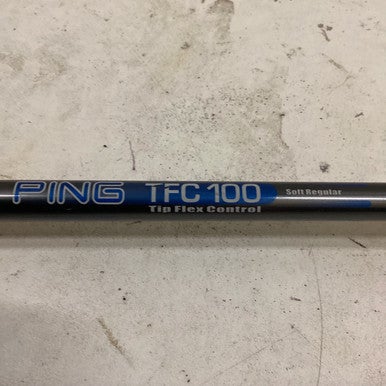 PING TFC 100 Soft Regular
Tip Flex Control